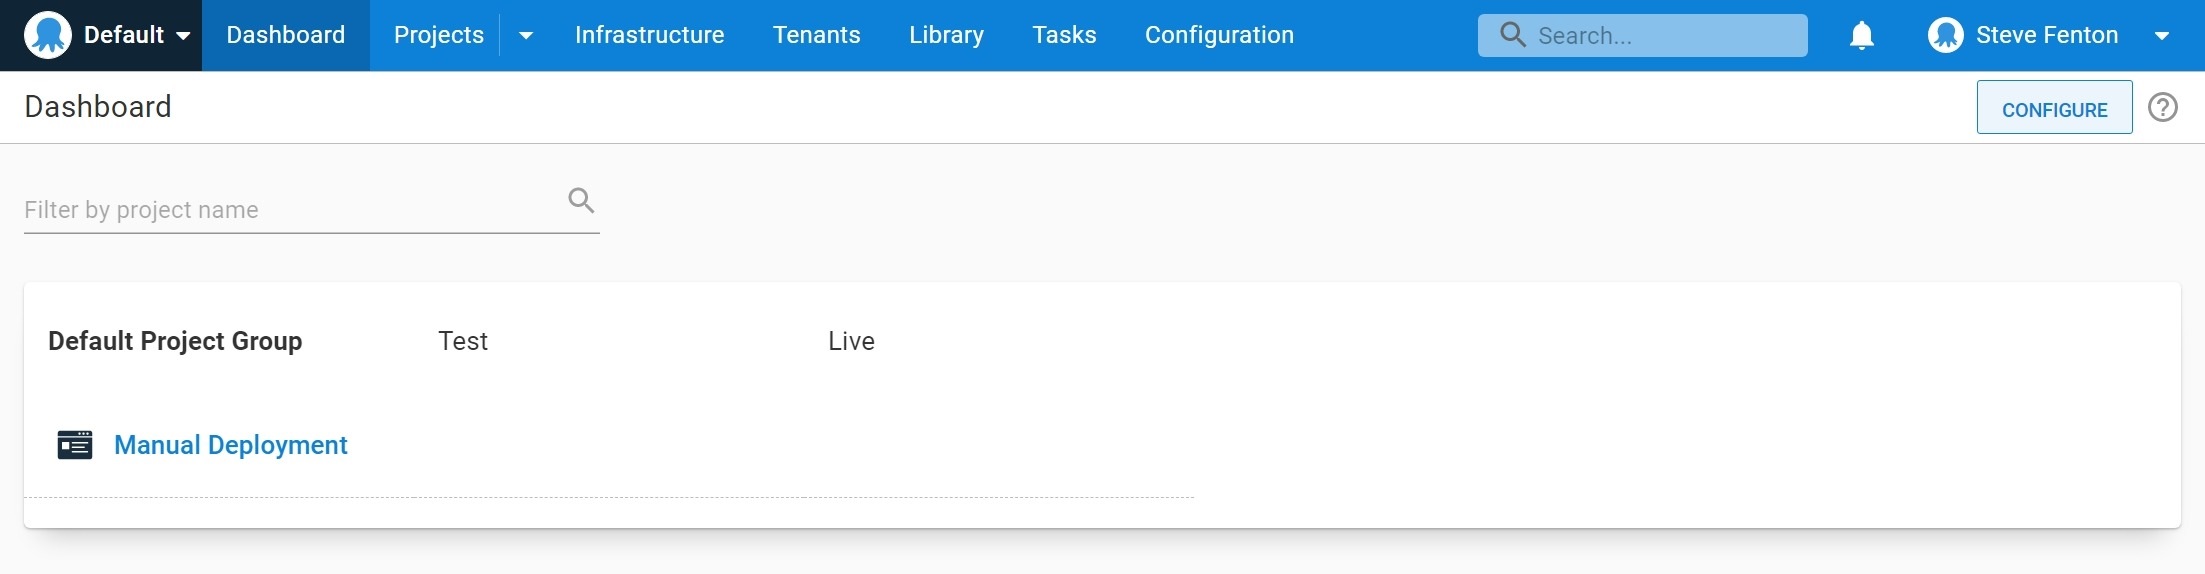 Default Dashboard Projects Infrastructure Tenants Library Tasks Configuration Search... Steve Fenton
Dashboard CONFIGURE ?
Filter by project name
Default Project Group Test Live
Manual Deployment